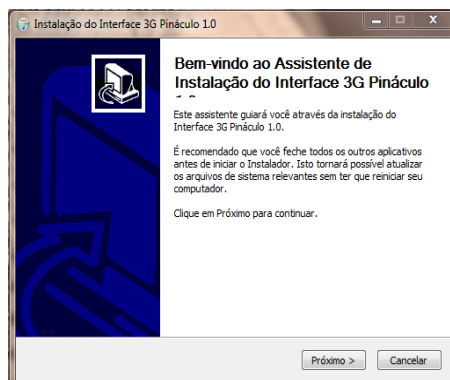 Instalação do Interface 3G Pináculo 1.0
Bem-vindo ao Assistente de
Instalação do Interface 3G Pináculo
Este assistente guiará você através da instalação do
Interface 3G Pináculo 1.0.
É recomendado que você feche todos os outros aplicativos
antes de iniciar o Instalador. Isto tornará possível atualizar
os arquivos de sistema relevantes sem ter que reiniciar seu
computador.
Clique em Próximo para continuar.
Próximo >
Cancelar